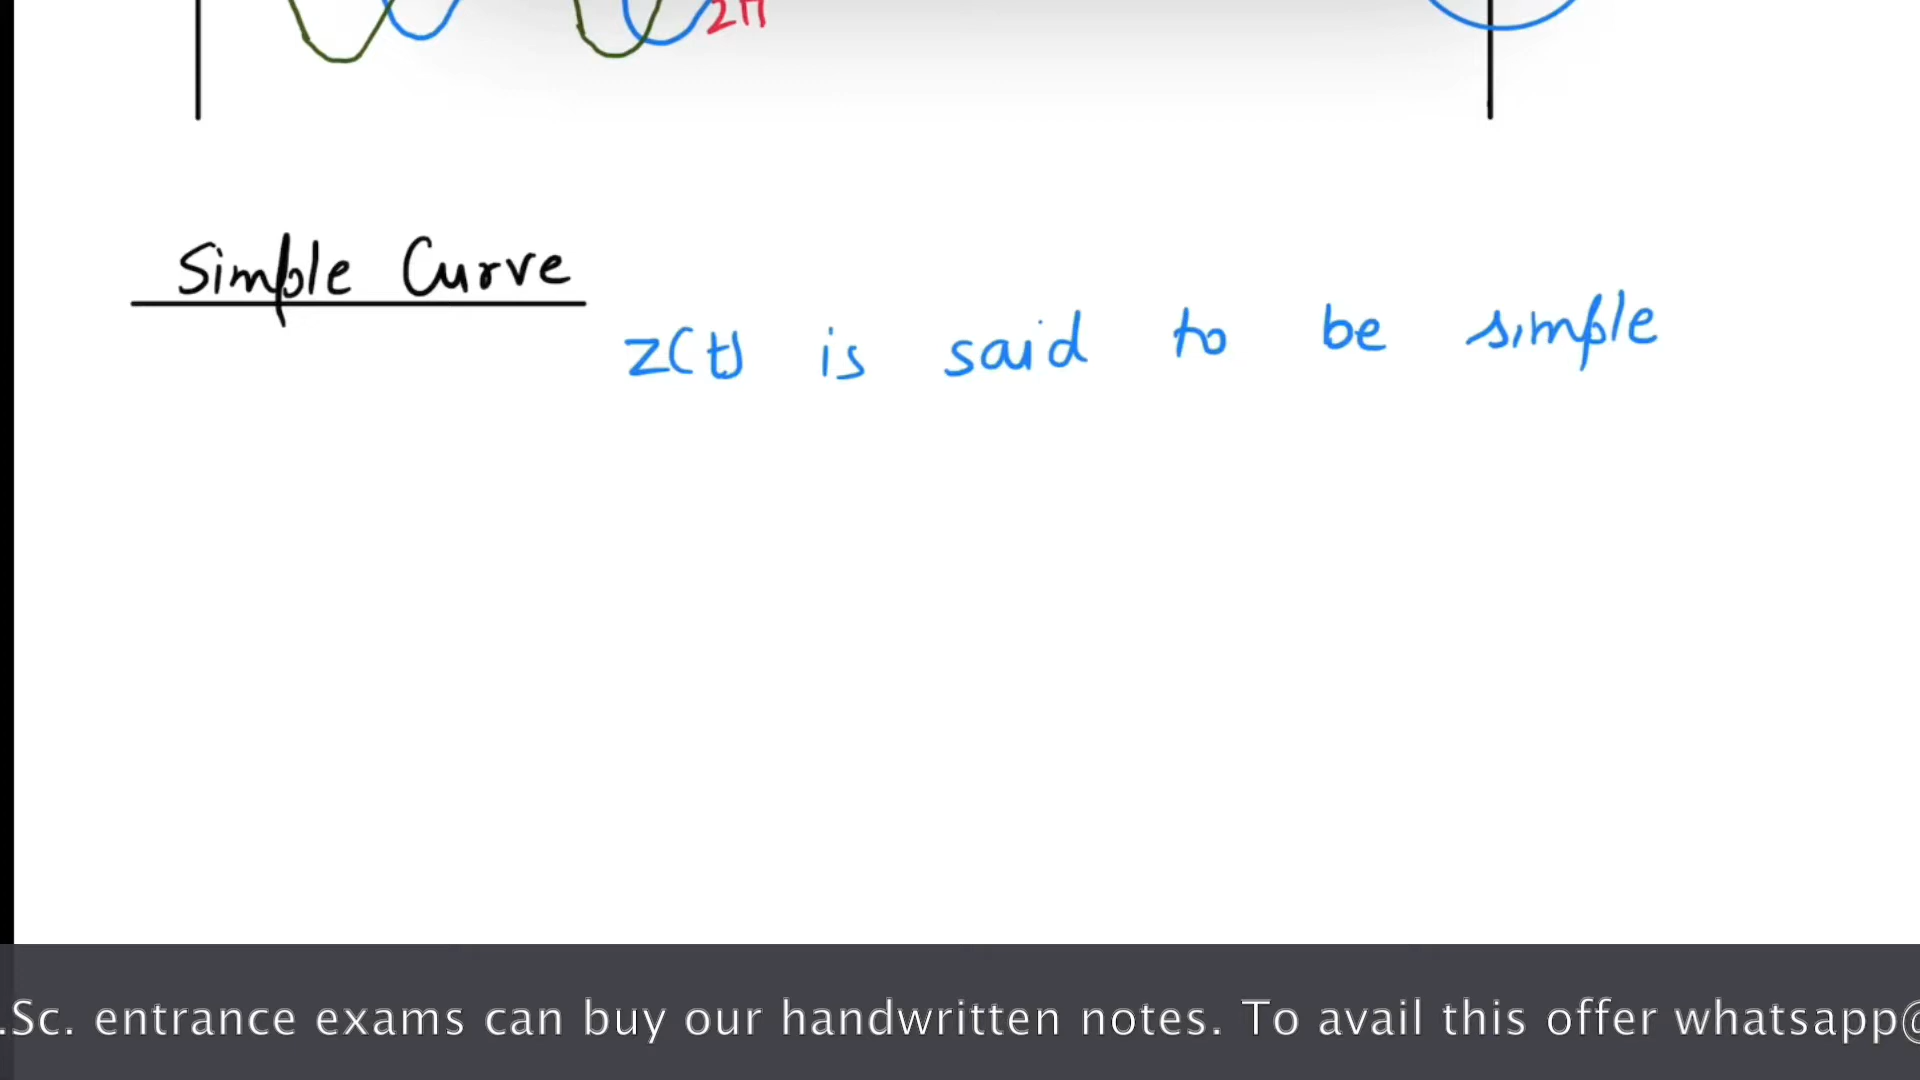 2π
Simple Curve
z(t) is said to be simple
.Sc. entrance exams can buy our handwritten notes. To avail this offer whatsapp@